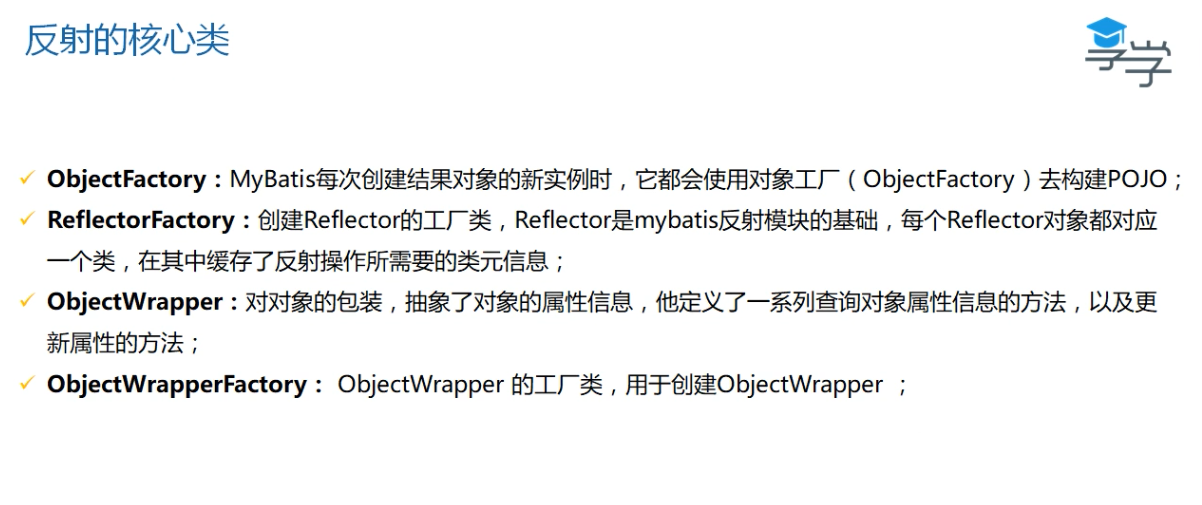 反射的核心类
享学
ObjectFactory：MyBatis每次创建结果对象的新实例时，它都会使用对象工厂（ObjectFactory）去构建POJO；
ReflectorFactory：创建Reflector的工厂类，Reflector是mybatis反射模块的基础，每个Reflector对象都对应
一个类，在其中缓存了反射操作所需要的类元信息；
ObjectWrapper：对对象的包装，抽象了对象的属性信息，他定义了一系列查询对象属性信息的方法，以及更
新属性的方法；
ObjectWrapperFactory： ObjectWrapper 的工厂类，用于创建ObjectWrapper ；